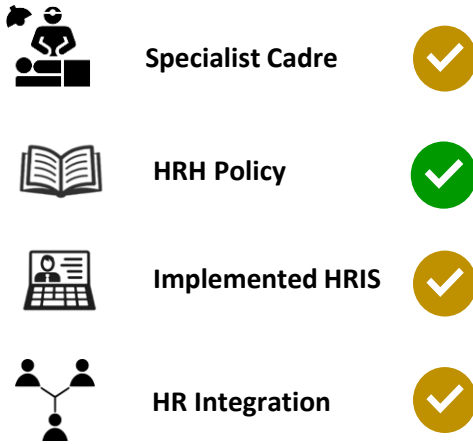 Specialist Cadre
HRH Policy
Implemented HRIS
HR Integration